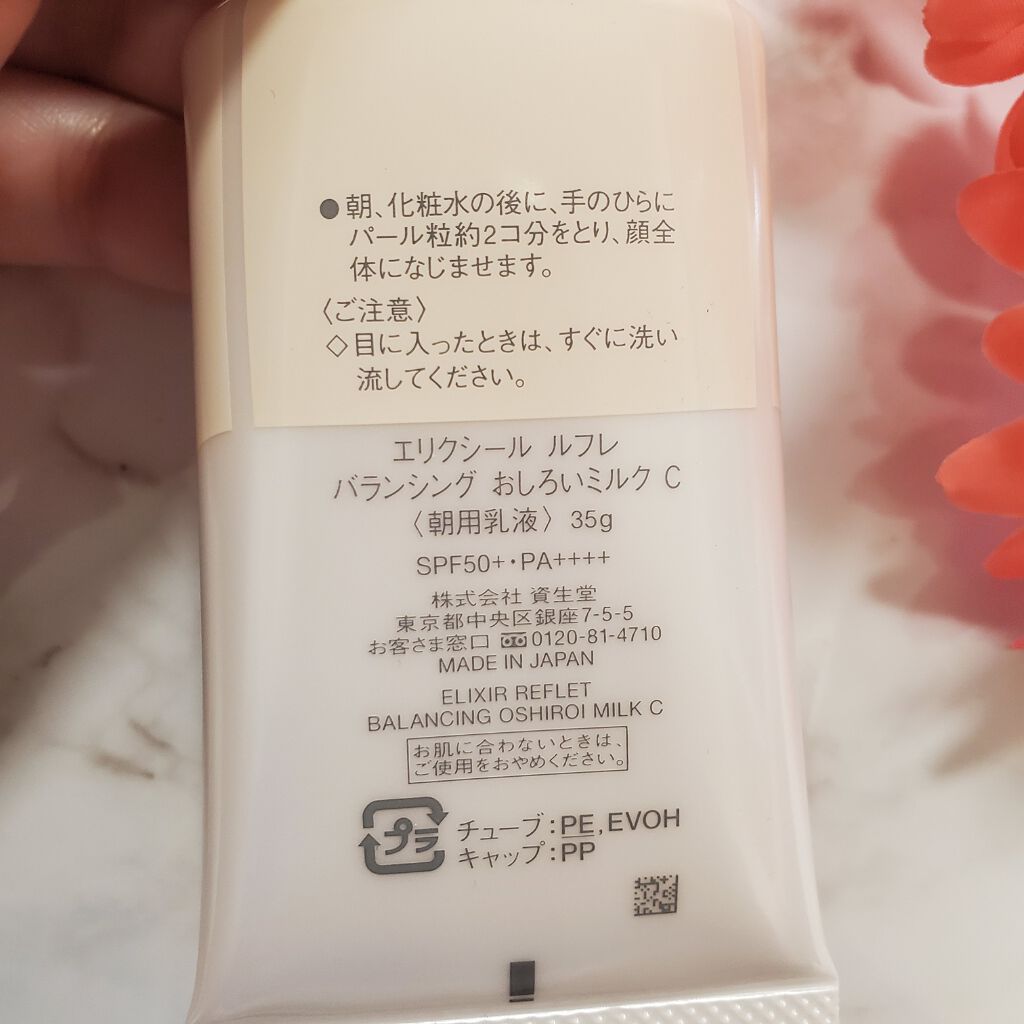 ●朝、化粧水の後に、手のひらに
パール粒約2コ分をとり、顔全
体になじませます。
〈ご注意〉
◇目に入ったときは、すぐに洗い
流してください。
エリクシール ルフレ
バランシング おしろいミルク C
〈朝用乳液〉 35g
SPF50+・PA++++
株式会社 資生堂
東京都中央区銀座7-5-5
お客さま窓口 0120-81-4710
MADE IN JAPAN
ELIXIR REFLET
BALANCING OSHIROI MILK C
お肌に合わないときは、
ご使用をおやめください。
プラ
チューブ:PE,EVOH
キャップ:PP